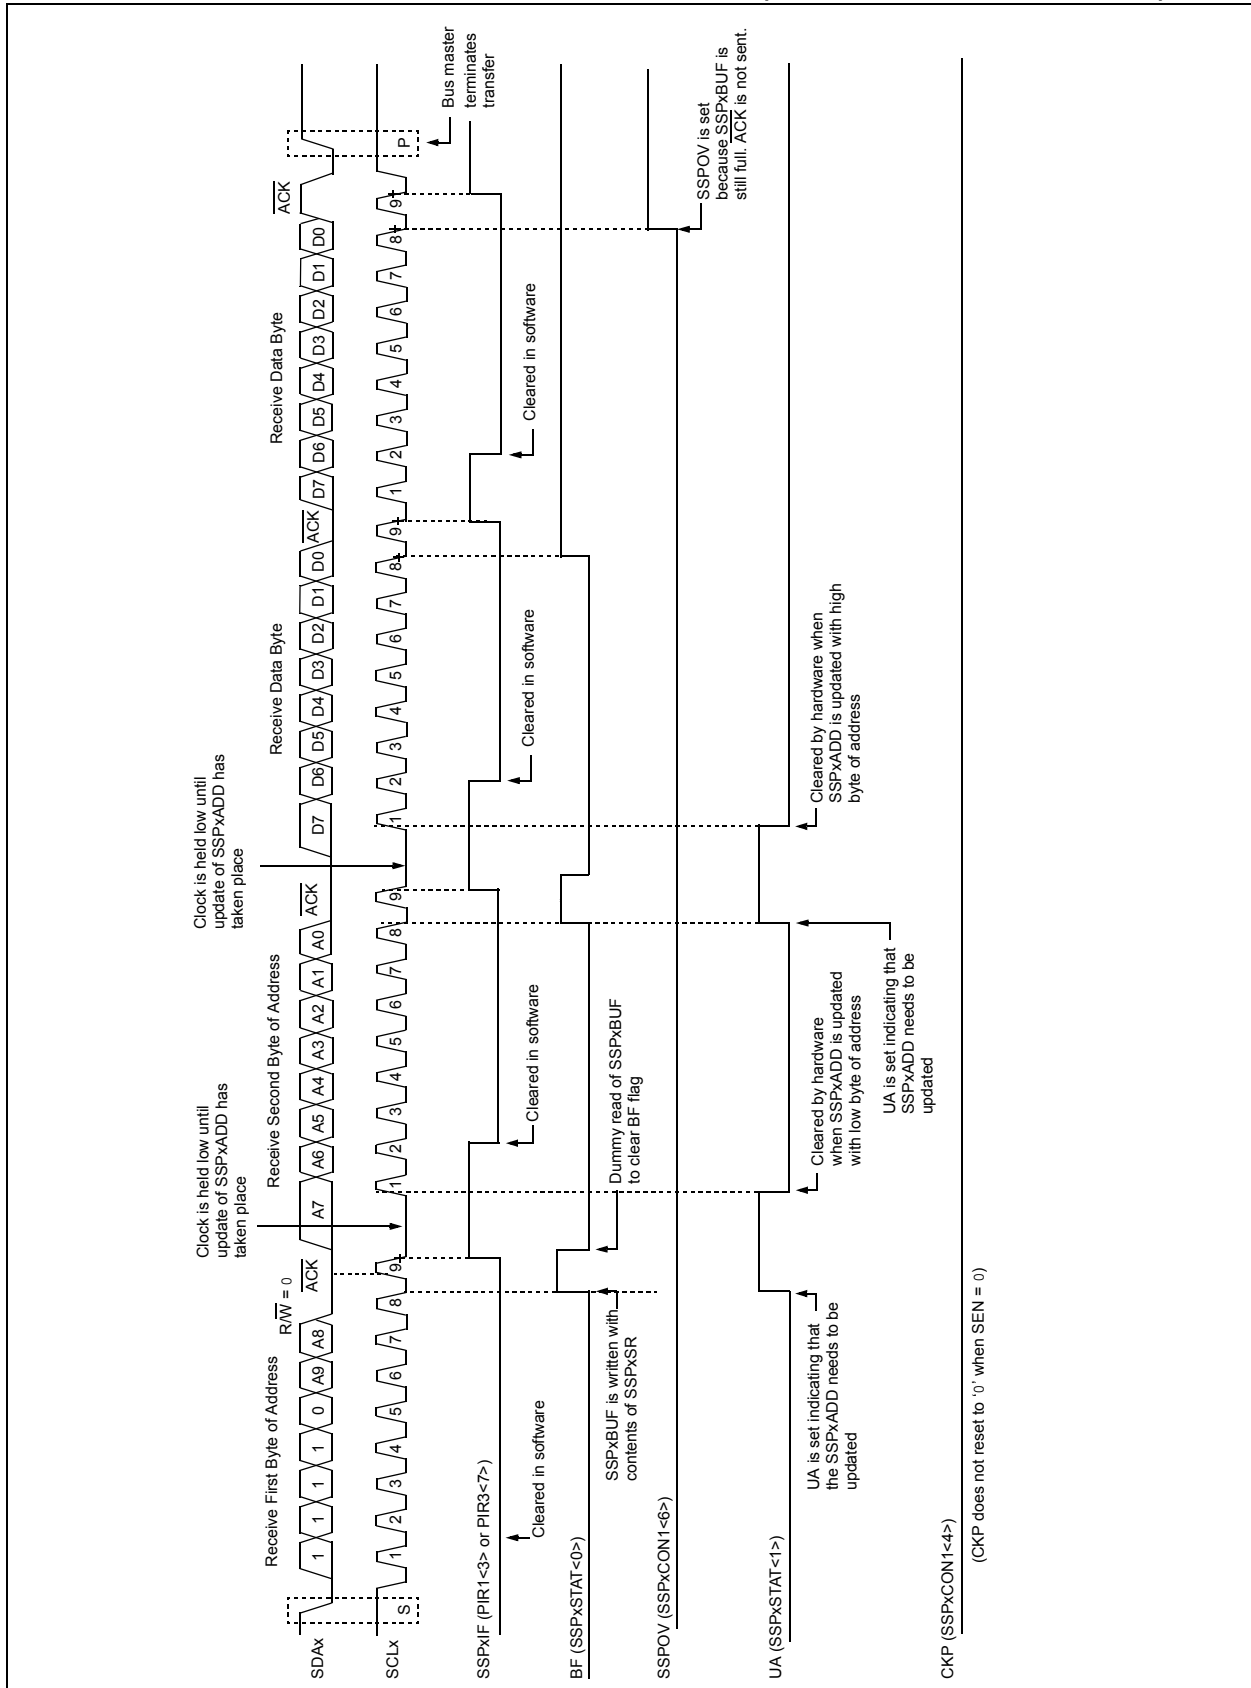 Receive First Byte of Address
R/W = 0
ACK
Clock is held low until
update of SSPxADD has
taken place
Receive Second Byte of Address
ACK
Clock is held low until
update of SSPxADD has
taken place
Receive Data Byte
ACK
Receive Data Byte
ACK
SDAx
1 1 1 1 0 A9 A8
A7 A6 A5 A4 A3 A2 A1 A0
D7 D6 D5 D4 D3 D2 D1 D0
D7 D6 D5 D4 D3 D2 D1 D0
SCLx
S
1 2 3 4 5 6 7 8 9
1 2 3 4 5 6 7 8 9
1 2 3 4 5 6 7 8 9
1 2 3 4 5 6 7 8 9
P
Bus master
terminates
transfer
SSPxIF (PIR1<3> or PIR3<7>)
Cleared in software
Cleared in software
Cleared in software
Cleared in software
BF (SSPxSTAT<0>)
SSPxBUF is written with
contents of SSPxSR
Dummy read of SSPxBUF
to clear BF flag
SSPOV (SSPxCON1<6>)
SSPOV is set
because SSPxBUF is
still full. ACK is not sent.
UA (SSPxSTAT<1>)
UA is set indicating that
the SSPxADD needs to be
updated
Cleared by hardware
when SSPxADD is updated
with low byte of address
UA is set indicating that
SSPxADD needs to be
updated
Cleared by hardware when
SSPxADD is updated with high
byte of address
CKP (SSPxCON1<4>)
(CKP does not reset to ‘0’ when SEN = 0)